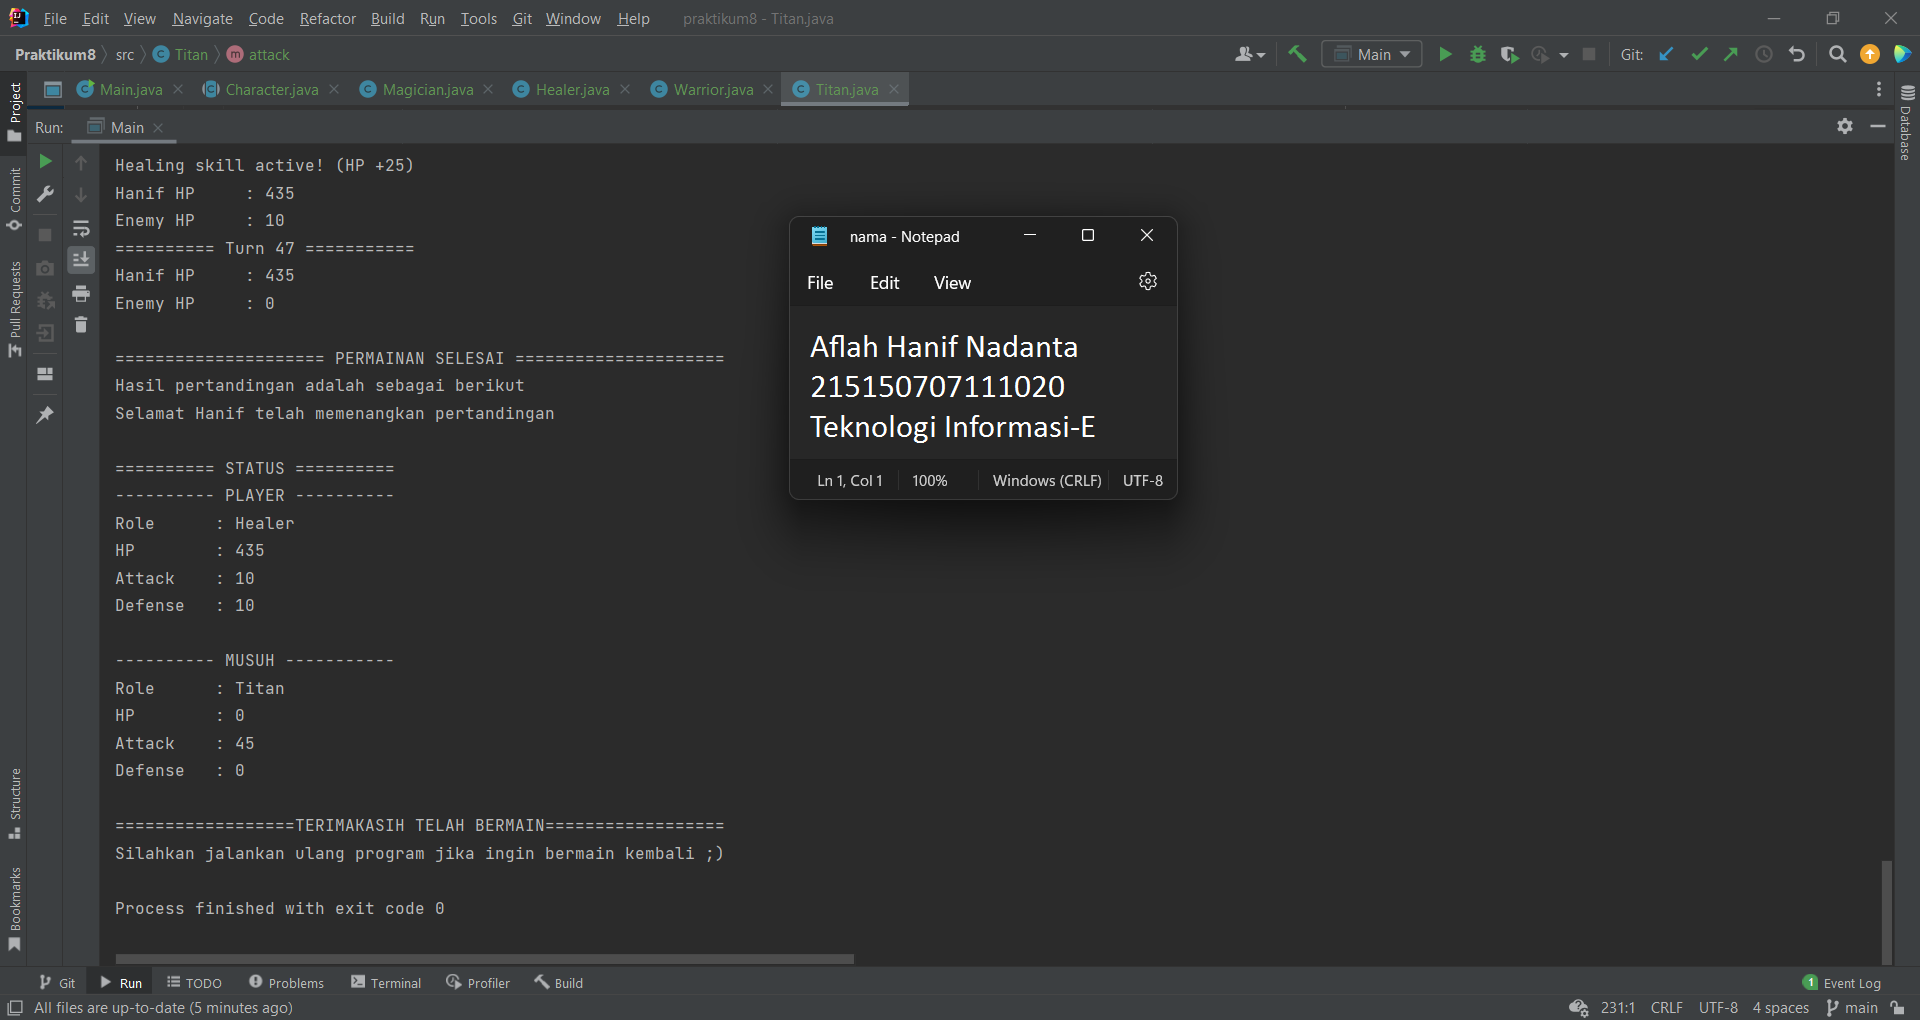 File Edit View Navigate Code Refactor Build Run Tools Git Window Help praktikum8 - Titan.java
Praktikum8 src Titan attack Main Git:
Main.java Character.java Magician.java Healer.java Warrior.java Titan.java
Run: Main
Project
Commit
Pull Requests
Structure
Bookmarks
Database
Healing skill active! (HP +25)
Hanif HP : 435
Enemy HP : 10
========== Turn 47 ===========
Hanif HP : 435
Enemy HP : 0
===================== PERMAINAN SELESAI =====================
Hasil pertandingan adalah sebagai berikut
Selamat Hanif telah memenangkan pertandingan
========== STATUS ==========
---------- PLAYER ----------
Role : Healer
HP : 435
Attack : 10
Defense : 10
---------- MUSUH -----------
Role : Titan
HP : 0
Attack : 45
Defense : 0
==================TERIMAKASIH TELAH BERMAIN==================
Silahkan jalankan ulang program jika ingin bermain kembali ;)
Process finished with exit code 0
nama - Notepad
File Edit View
Aflah Hanif Nadanta
215150707111020
Teknologi Informasi-E
Ln 1, Col 1 100% Windows (CRLF) UTF-8
Git Run TODO Problems Terminal Profiler Build 1 Event Log
All files are up-to-date (5 minutes ago) 231:1 CRLF UTF-8 4 spaces main